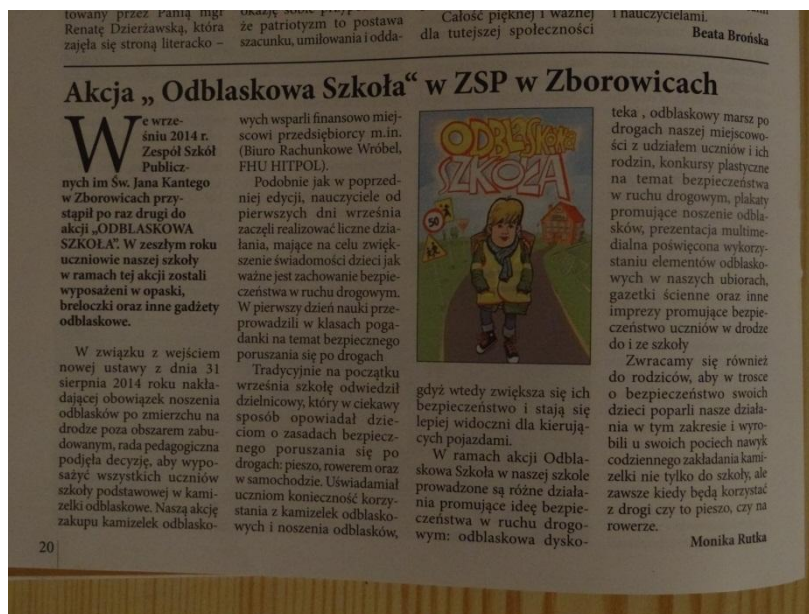 towany przez Panią mgr
Renatę Dzierżawską, która
zajęła się stroną literacko –
że patriotyzm to postawa
szacunku, umiłowania i odda-
Całość pięknej i ważnej
dla tutejszej społeczności
i nauczycielami.
Beata Brońska
Akcja „ Odblaskowa Szkoła“ w ZSP w Zborowicach
We wrze-
śniu 2014 r.
Zespół Szkół
Publicz-
nych im Św. Jana Kantego
w Zborowicach przy-
stąpił po raz drugi do
akcji „ODBLASKOWA
SZKOŁA”. W zeszłym roku
uczniowie naszej szkoły
w ramach tej akcji zostali
wyposażeni w opaski,
breloczki oraz inne gadżety
odblaskowe.
W związku z wejściem
nowej ustawy z dnia 31
sierpnia 2014 roku nakła-
dającej obowiązek noszenia
odblasków po zmierzchu na
drodze poza obszarem zabu-
dowanym, rada pedagogiczna
podjęła decyzję, aby wypo-
sażyć wszystkich uczniów
szkoły podstawowej w kami-
zelki odblaskowe. Naszą akcję
zakupu kamizelek odblasko-
wych wsparli finansowo miej-
scowi przedsiębiorcy m.in.
(Biuro Rachunkowe Wróbel,
FHU HITPOL).
Podobnie jak w poprzed-
niej edycji, nauczyciele od
pierwszych dni września
zaczęli realizować liczne dzia-
łania, mające na celu zwięk-
szenie świadomości dzieci jak
ważne jest zachowanie bezpie-
czeństwa w ruchu drogowym.
W pierwszy dzień nauki prze-
prowadzili w klasach poga-
danki na temat bezpiecznego
poruszania się po drogach
Tradycyjnie na początku
września szkołę odwiedził
dzielnicowy, który w ciekawy
sposób opowiadał dzie-
ciom o zasadach bezpiecz-
nego poruszania się po
drogach: pieszo, rowerem oraz
w samochodzie. Uświadamiał
uczniom konieczność korzy-
stania z kamizelek odblasko-
wych i noszenia odblasków,
ODBLASKOWA
SZKOŁA
50
gdyż wtedy zwiększa się ich
bezpieczeństwo i stają się
lepiej widoczni dla kierują-
cych pojazdami.
W ramach akcji Odbla-
skowa Szkoła w naszej szkole
prowadzone są różne działa-
nia promujące ideę bezpie-
czeństwa w ruchu drogo-
wym: odblaskowa dysko-
teka , odblaskowy marsz po
drogach naszej miejscowo-
ści z udziałem uczniów i ich
rodzin, konkursy plastyczne
na temat bezpieczeństwa
w ruchu drogowym, plakaty
promujące noszenie odbla-
sków, prezentacja multime-
dialna poświęcona wykorzy-
staniu elementów odblasko-
wych w naszych ubiorach,
gazetki ścienne oraz inne
imprezy promujące bezpie-
czeństwo uczniów w drodze
do i ze szkoły
Zwracamy się również
do rodziców, aby w trosce
o bezpieczeństwo swoich
dzieci poparli nasze działa-
nia w tym zakresie i wyro-
bili u swoich pociech nawyk
codziennego zakładania kami-
zelki nie tylko do szkoły, ale
zawsze kiedy będą korzystać
z drogi czy to pieszo, czy na
rowerze.
Monika Rutka
20